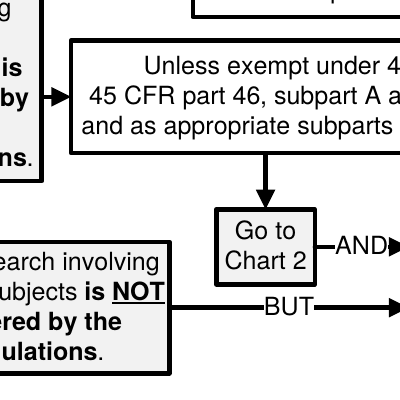 is
by
ns.
Unless exempt under 4
45 CFR part 46, subpart A a
and as appropriate subparts
Go to
Chart 2
AND
earch involving
ubjects is NOT
ered by the
ulations.
BUT